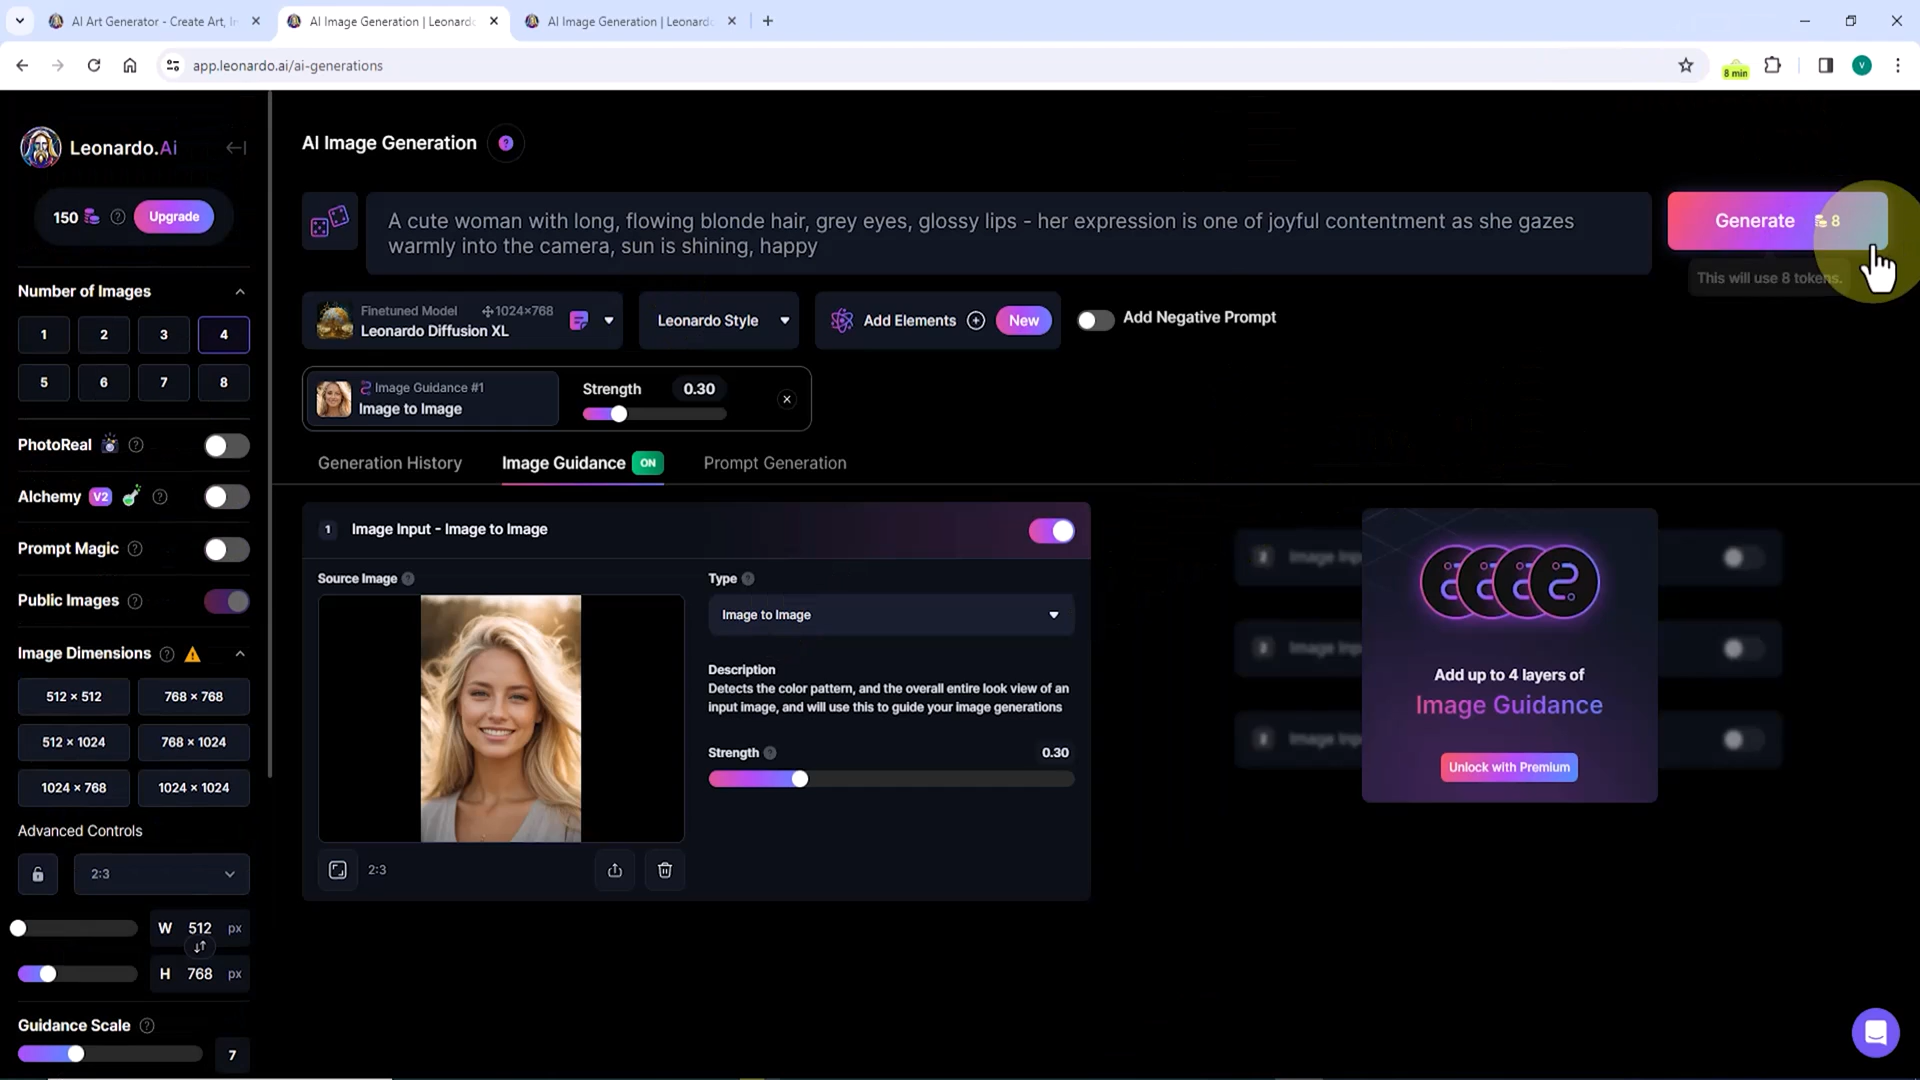 AI Art Generator - Create Art, I
AI Image Generation | Leonardo
AI Image Generation | Leonardo
app.leonardo.ai/ai-generations
8 min
V
Leonardo.Ai
150
Upgrade
Number of Images
1 2 3 4
5 6 7 8
PhotoReal
Alchemy V2
Prompt Magic
Public Images
Image Dimensions
512 × 512 768 × 768
512 × 1024 768 × 1024
1024 × 768 1024 × 1024
Advanced Controls
2:3
W 512 px
H 768 px
Guidance Scale
7
AI Image Generation
A cute woman with long, flowing blonde hair, grey eyes, glossy lips - her expression is one of joyful contentment as she gazes
warmly into the camera, sun is shining, happy
Generate 8
This will use 8 tokens.
Finetuned Model 1024×768
Leonardo Diffusion XL
Leonardo Style
Add Elements New
Add Negative Prompt
Image Guidance #1
Image to Image
Strength 0.30
Generation History Image Guidance ON Prompt Generation
1 Image Input - Image to Image
Source Image
Type
Image to Image
Description
Detects the color pattern, and the overall entire look view of an
input image, and will use this to guide your image generations
Strength 0.30
2:3
2 Image Inp
Image Inp
Image Inp
Add up to 4 layers of
Image Guidance
Unlock with Premium